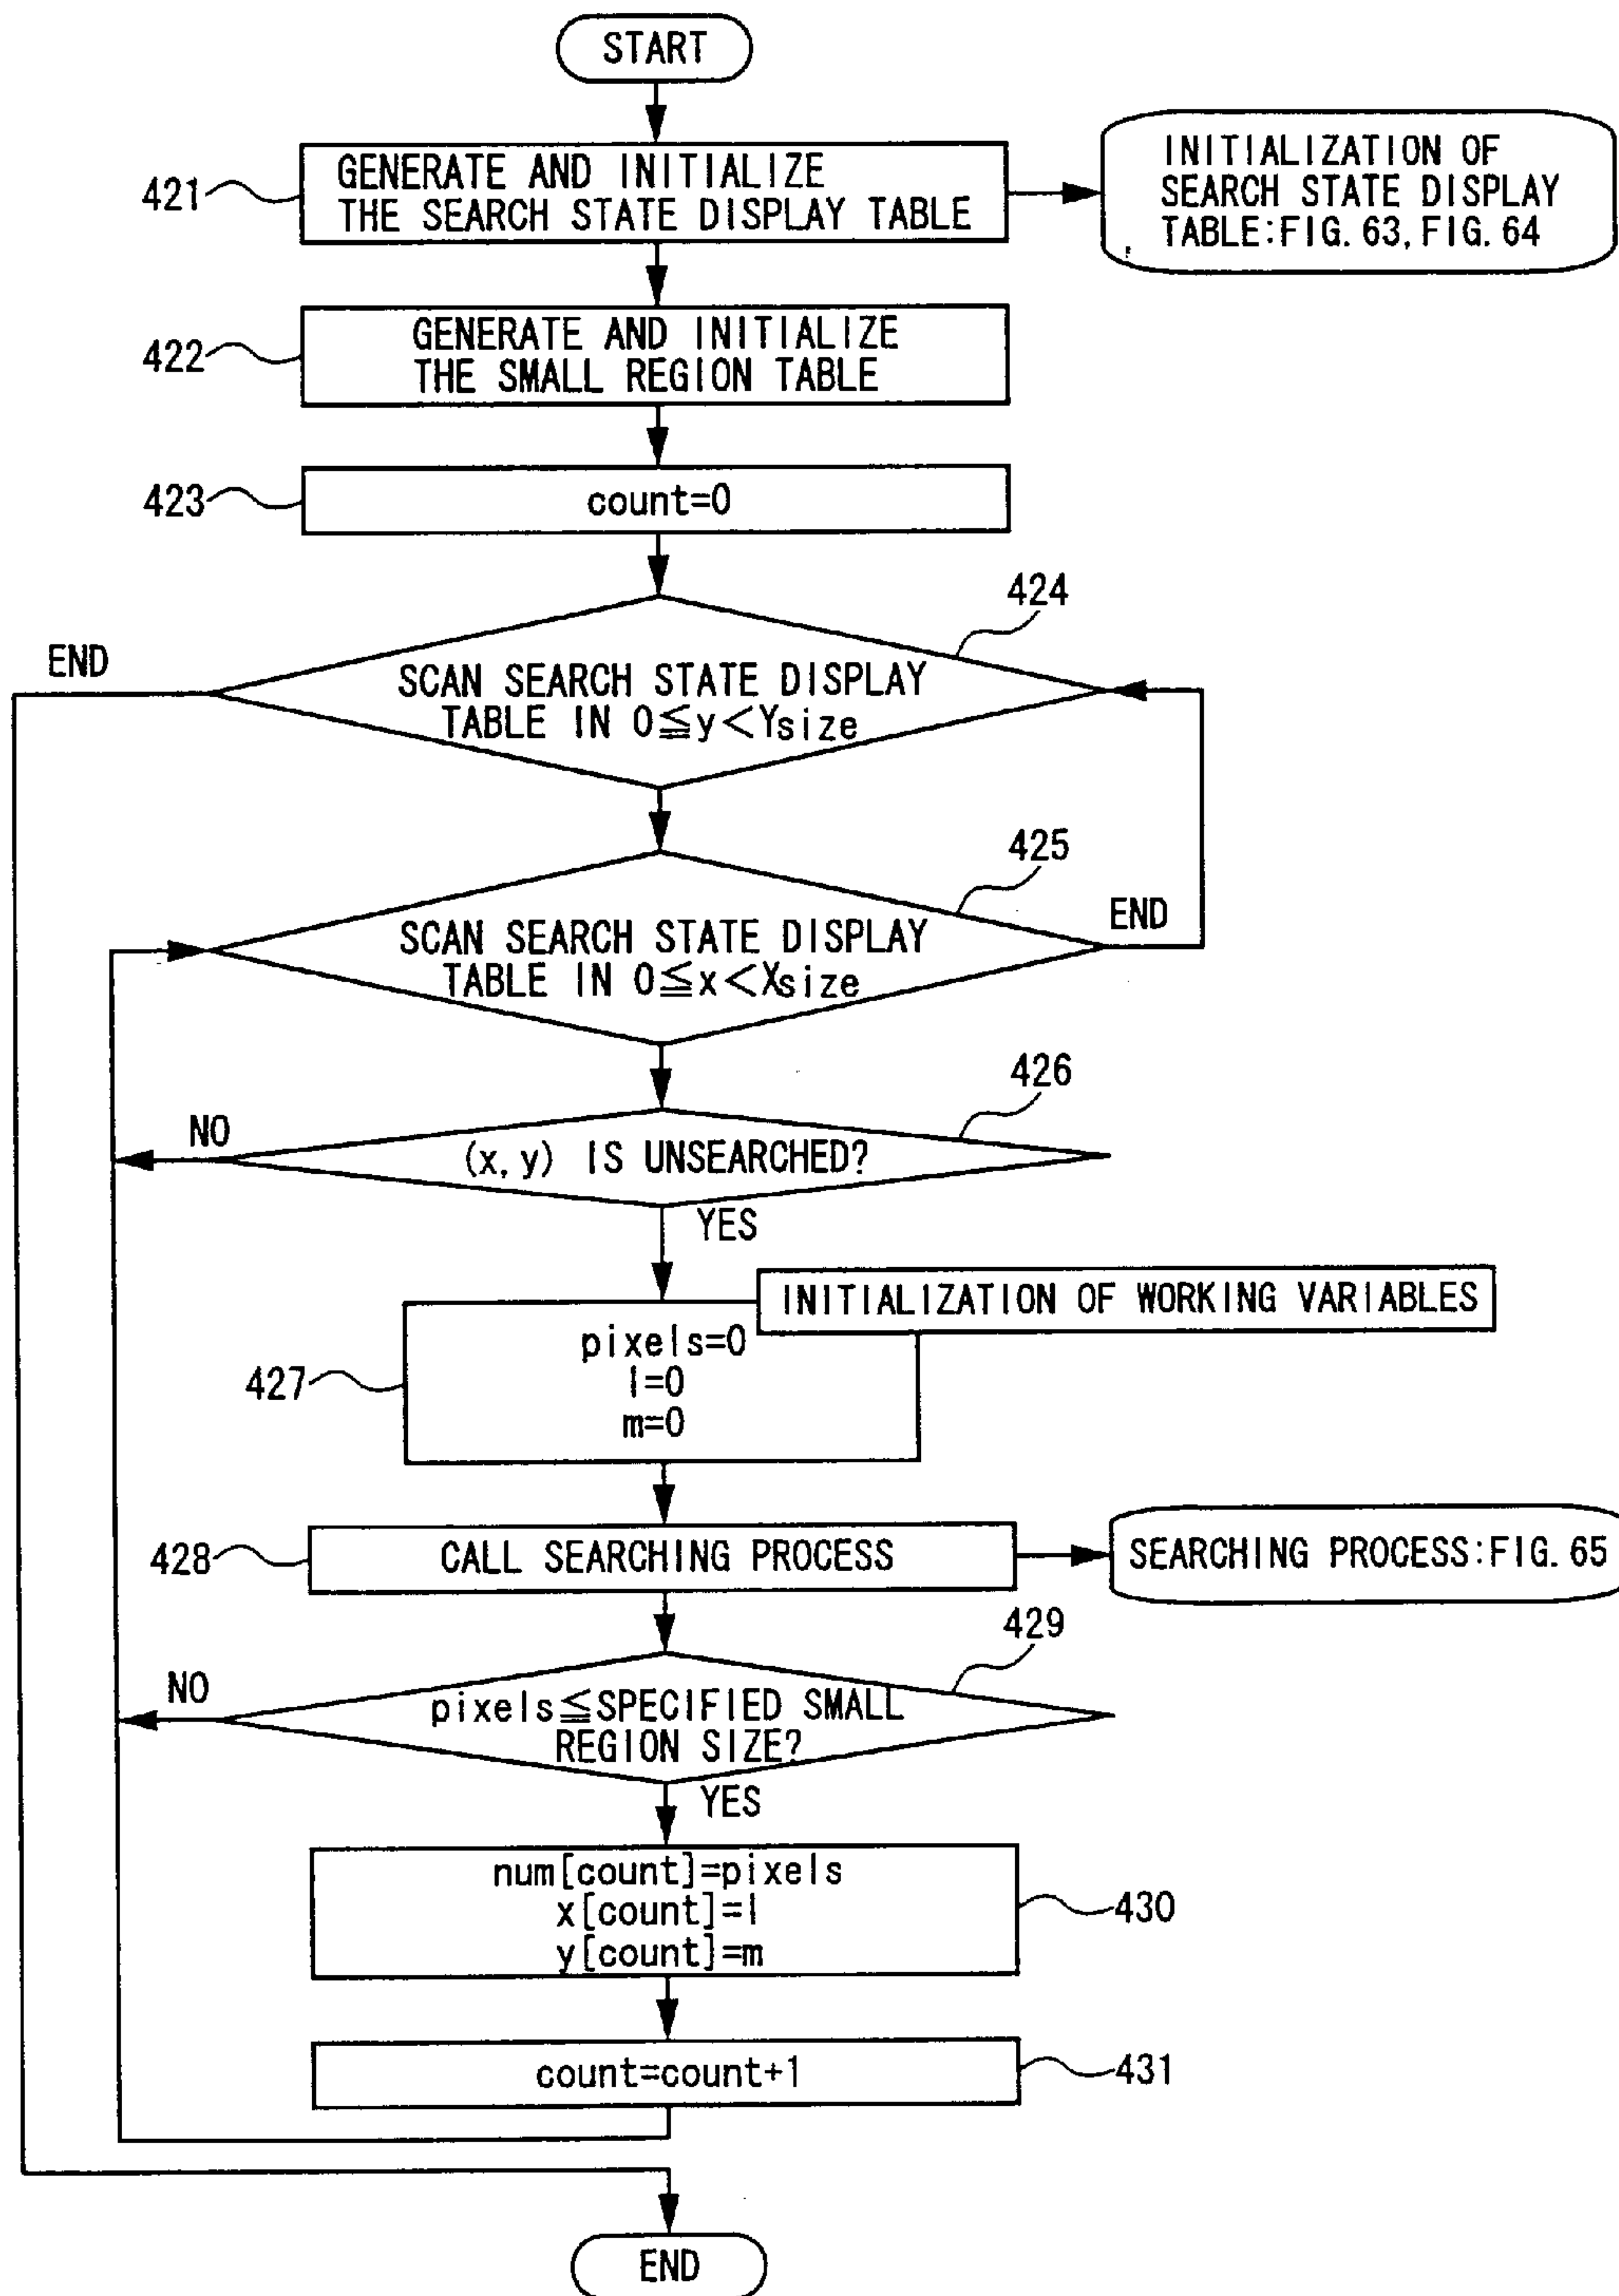 START
421
GENERATE AND INITIALIZE
THE SEARCH STATE DISPLAY TABLE
INITIALIZATION OF
SEARCH STATE DISPLAY
TABLE:FIG. 63, FIG. 64
422
GENERATE AND INITIALIZE
THE SMALL REGION TABLE
423
count=0
424
END
SCAN SEARCH STATE DISPLAY
TABLE IN 0≦y<Ysize
425
END
SCAN SEARCH STATE DISPLAY
TABLE IN 0≦x<Xsize
426
NO
(x, y) IS UNSEARCHED?
YES
INITIALIZATION OF WORKING VARIABLES
427
pixels=0
l=0
m=0
428
CALL SEARCHING PROCESS
SEARCHING PROCESS:FIG. 65
429
NO
pixels≦SPECIFIED SMALL
REGION SIZE?
YES
num[count]=pixels
x[count]=l
y[count]=m
430
count=count+1
431
END